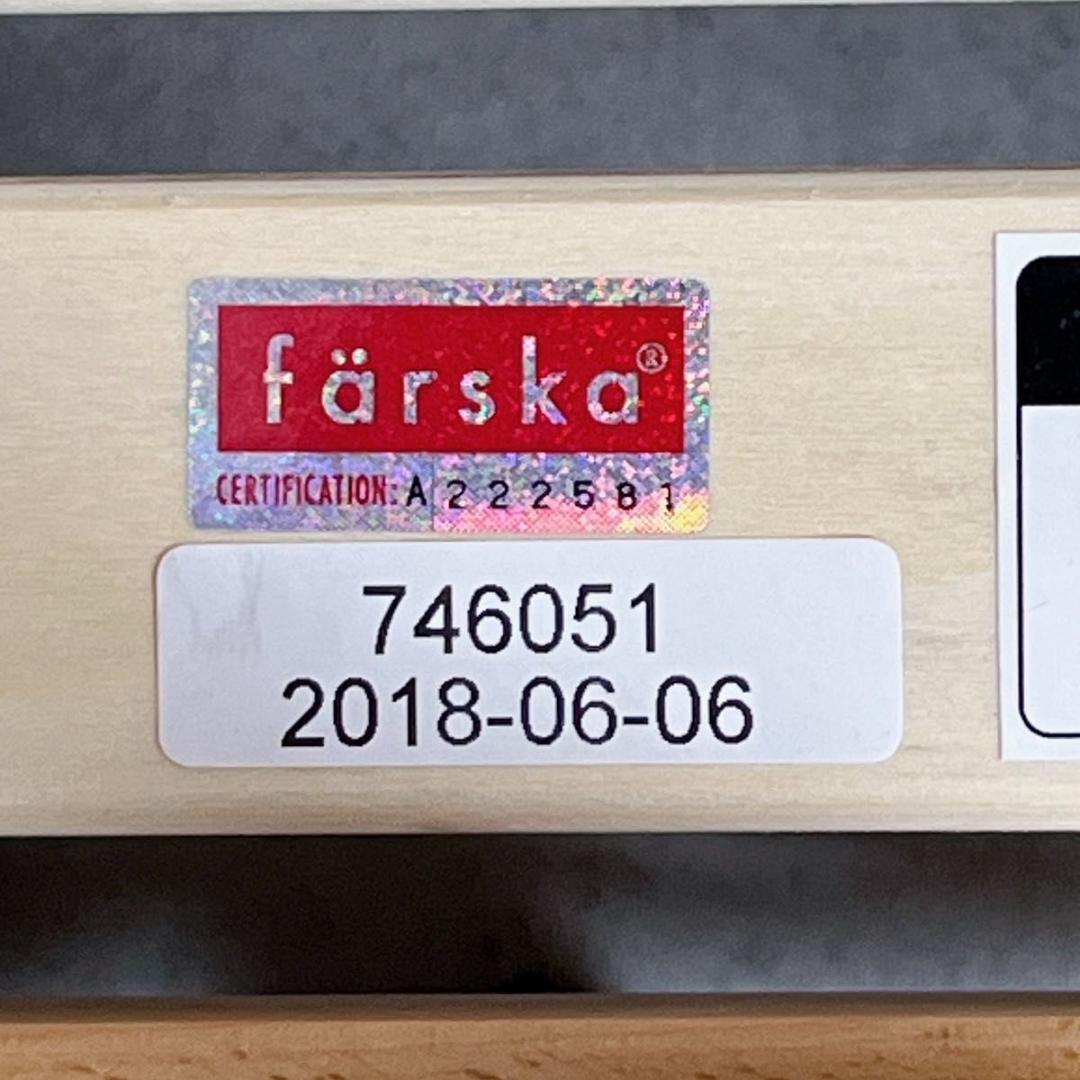 färska®
CERTIFICATION: A 222581
746051
2018-06-06